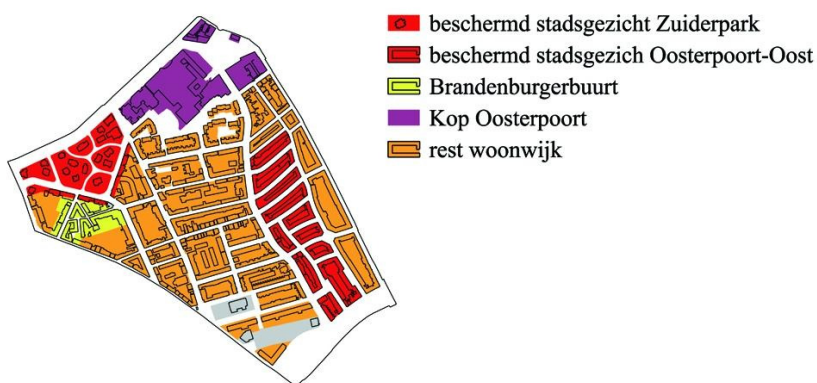 beschermd stadsgezicht Zuiderpark
beschermd stadsgezich Oosterpoort-Oost
Brandenburgerbuurt
Kop Oosterpoort
rest woonwijk